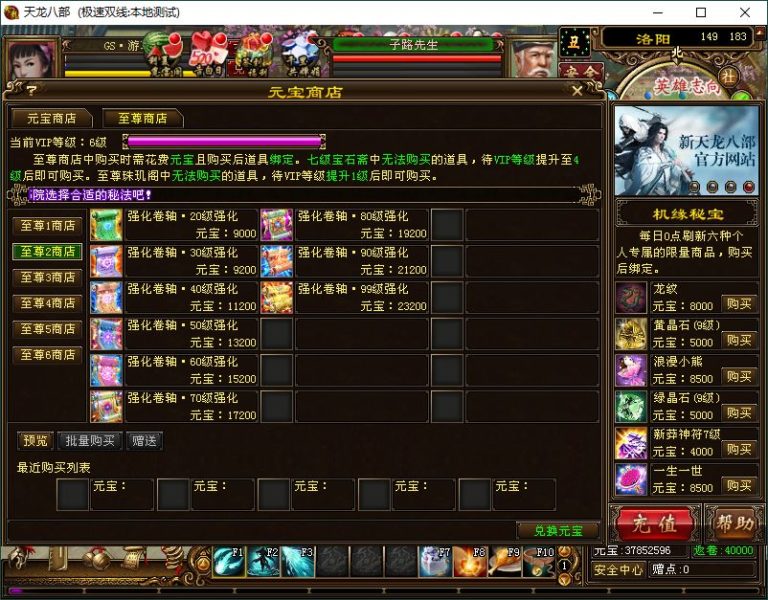 天龙八部 (极速双线:本地测试)
GS·游
子路先生
丑
洛阳 149 183
北
安全
英雄志向
社
元宝商店
元宝商店 至尊商店
当前VIP等级：6级
至尊商店中购买时需花费元宝且购买后道具绑定。七级宝石斋中无法购买的道具，待VIP等级提升至4
级后即可购买。至尊秣玑阁中无法购买的道具，待VIP等级提升1级后即可购买。
院选择合适的秘法吧！
至尊1商店
至尊2商店
至尊3商店
至尊4商店
至尊5商店
至尊6商店
强化卷轴·20级强化
元宝：9000
强化卷轴·80级强化
元宝：19200
强化卷轴·30级强化
元宝：9200
强化卷轴·90级强化
元宝：21200
强化卷轴·40级强化
元宝：11200
强化卷轴·99级强化
元宝：23200
强化卷轴·50级强化
元宝：13200
强化卷轴·60级强化
元宝：15200
强化卷轴·70级强化
元宝：17200
预览 批量购买 赠送
最近购买列表
元宝： 元宝： 元宝： 元宝： 元宝：
兑换元宝
新天龙八部
官方网站
机缘秘宝
每日0点刷新六种个
人专属的限量商品，购买
后绑定。
龙纹
元宝：8000 购买
黄晶石(9级)
元宝：5000 购买
浪漫小熊
元宝：8500 购买
绿晶石(9级)
元宝：5000 购买
新莽神符7级
元宝：4000 购买
一生一世
元宝：8500 购买
充值 帮助
元宝:37852596 返卷:40000
安全中心 赠点:0
F1 F2 F3 F7 F8 F9 F10
1